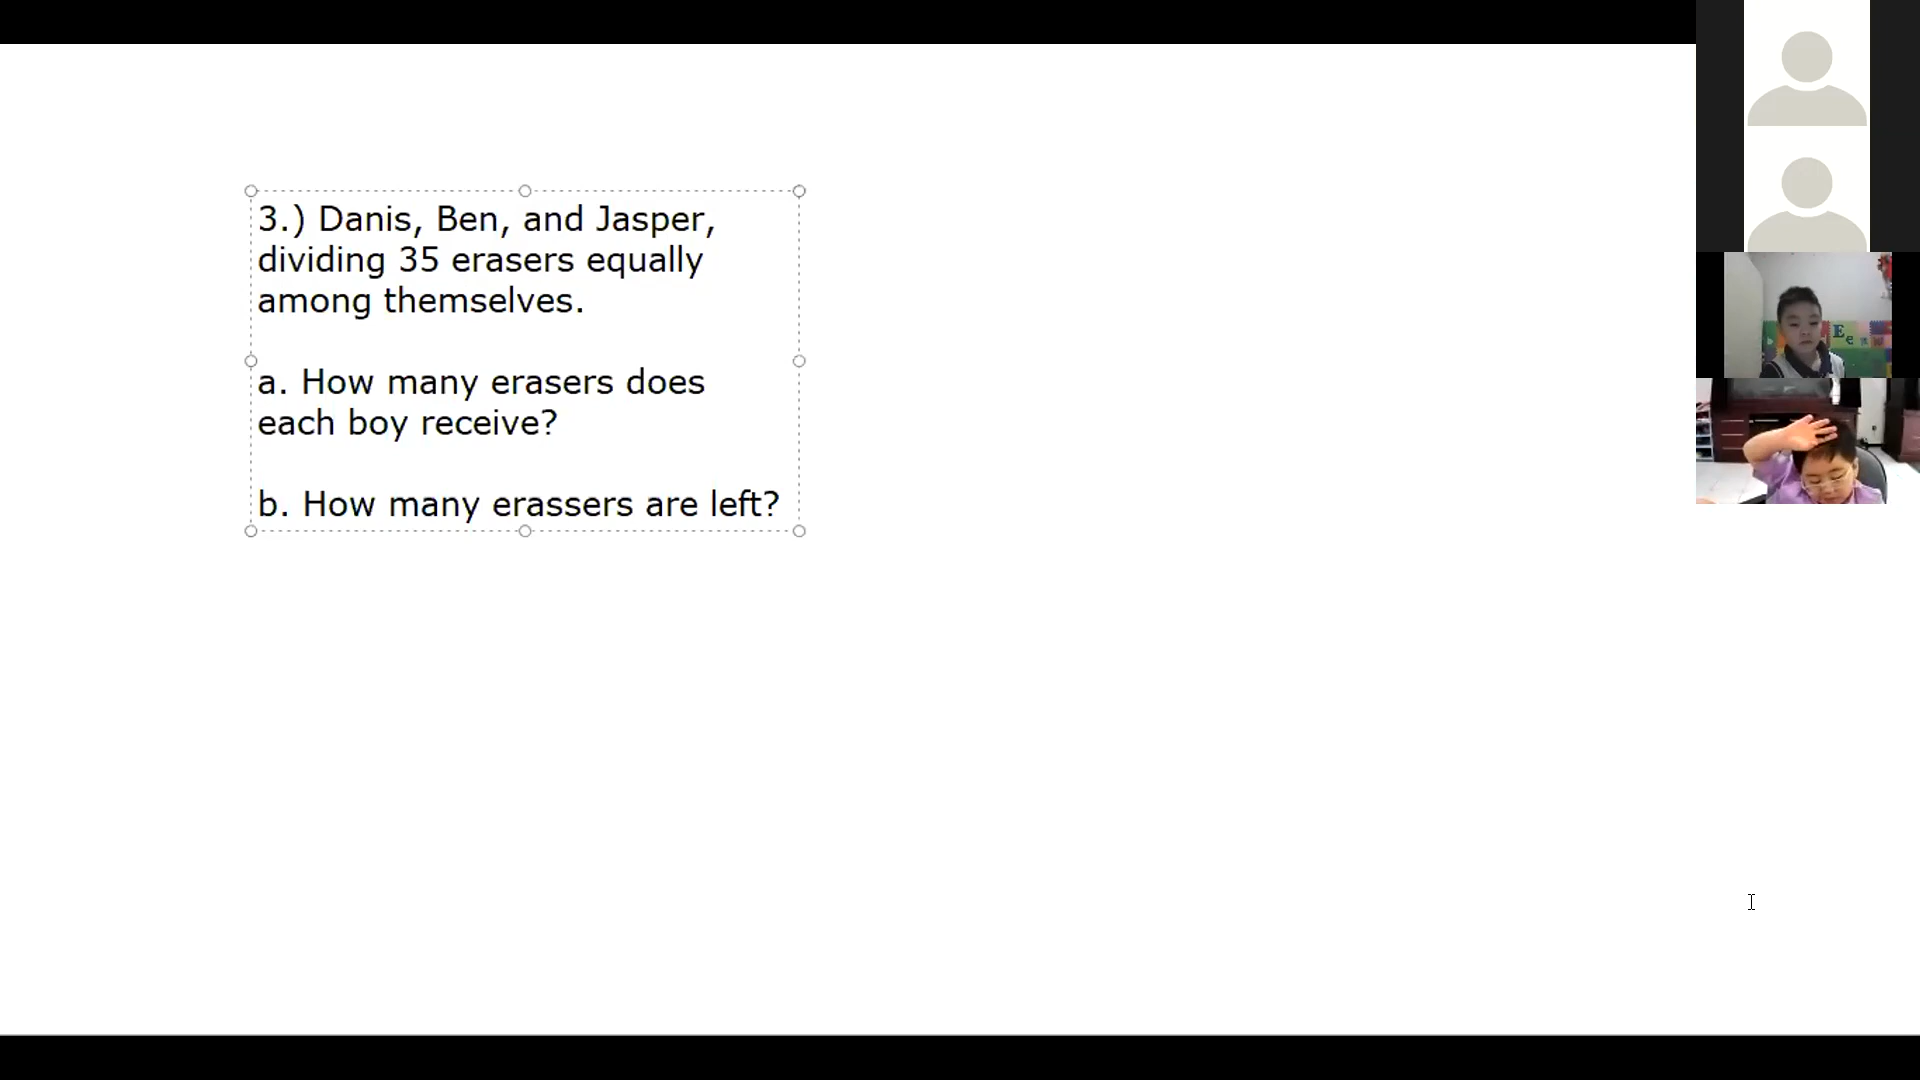 3.) Danis, Ben, and Jasper,
dividing 35 erasers equally
among themselves.
a. How many erasers does
each boy receive?
b. How many erassers are left?
E e